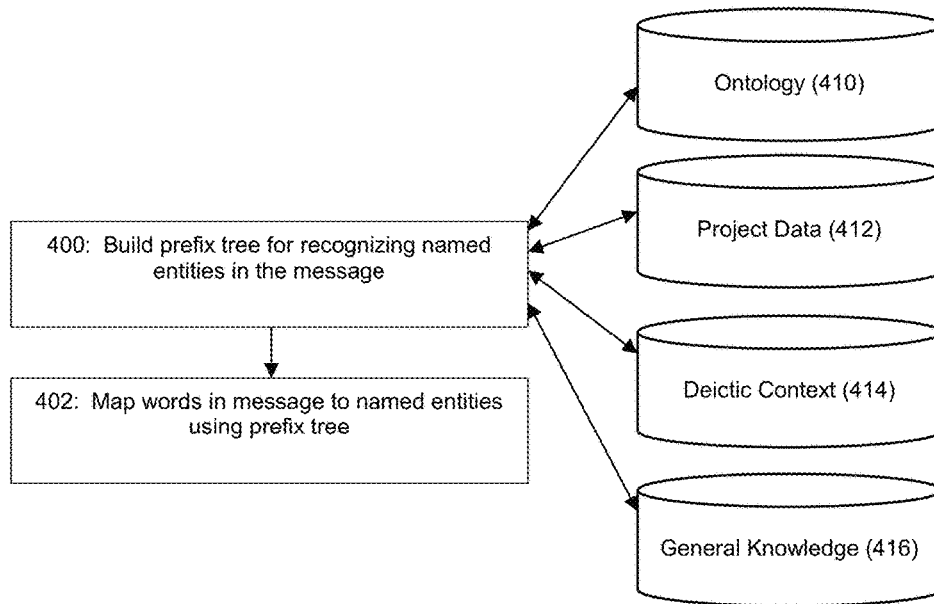 Ontology (410)
Project Data (412)
400:  Build prefix tree for recognizing named
entities in the message
Deictic Context (414)
402:  Map words in message to named entities
using prefix tree
General Knowledge (416)